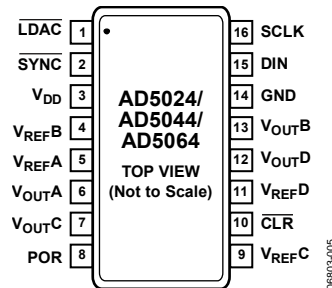 LDAC 1
SYNC 2
VDD 3
VREFB 4
VREFA 5
VOUTA 6
VOUTC 7
POR 8
AD5024/
AD5044/
AD5064
TOP VIEW
(Not to Scale)
16 SCLK
15 DIN
14 GND
13 VOUTB
12 VOUTD
11 VREFD
10 CLR
9 VREFC
06803-005